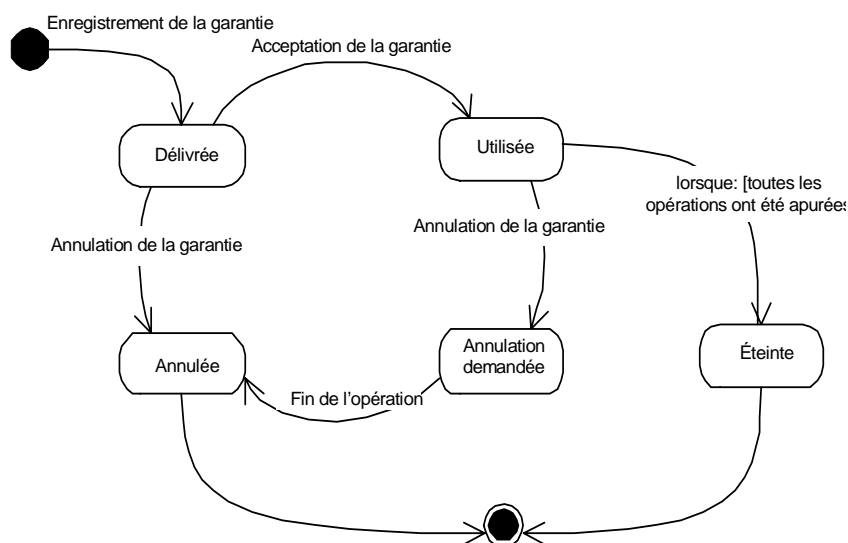 Enregistrement de la garantie
Acceptation de la garantie
Délivrée
Utilisée
lorsque: [toutes les
opérations ont été apurées
Annulation de la garantie
Annulation de la garantie
Annulée
Annulation
demandée
Éteinte
Fin de l'opération